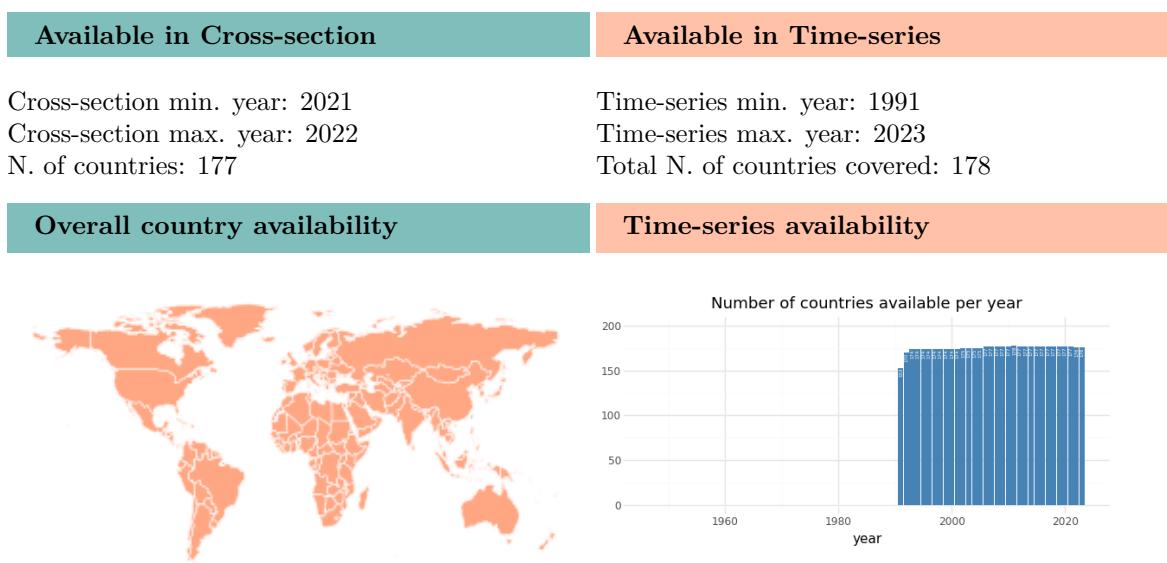 Available in Cross-section
Available in Time-series
Cross-section min. year: 2021
Cross-section max. year: 2022
N. of countries: 177
Time-series min. year: 1991
Time-series max. year: 2023
Total N. of countries covered: 178
Overall country availability
Time-series availability
Number of countries available per year
200
150
100
50
0
1960
1980
2000
2020
year